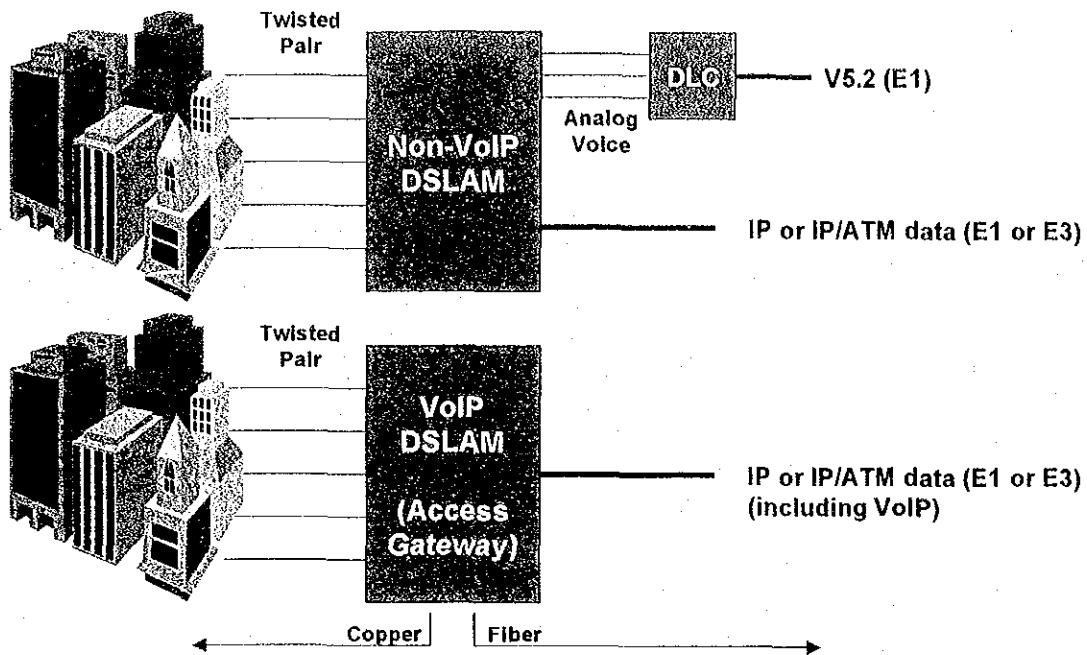 Twisted
Pair
DLC
V5.2 (E1)
Analog
Voice
Non-VoIP
DSLAM
IP or IP/ATM data (E1 or E3)
Twisted
Pair
VoIP
DSLAM
(Access
Gateway)
IP or IP/ATM data (E1 or E3)
(including VoIP)
Copper
Fiber